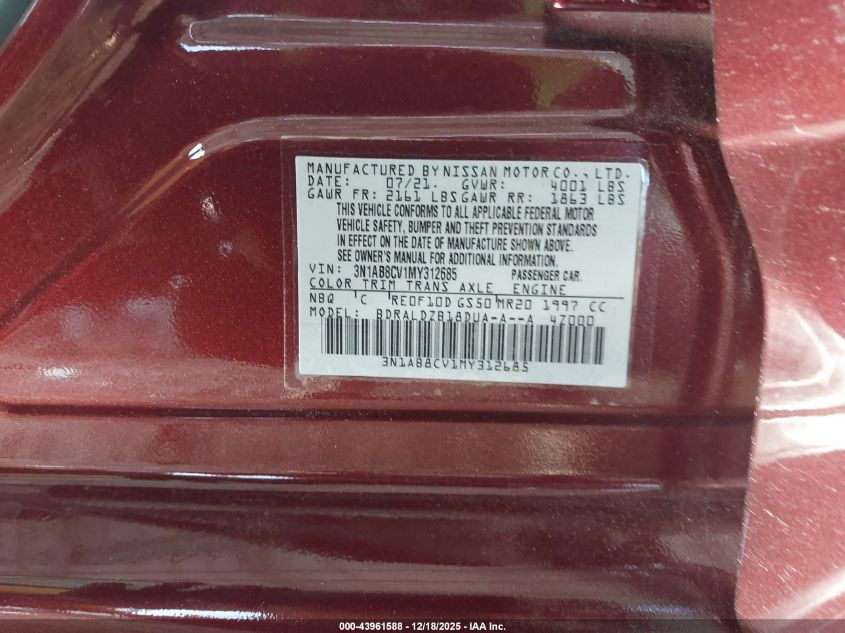 MANUFACTURED BY NISSAN MOTOR CO., LTD.
DATE: 07/21. GVWR: 4001 LBS
GAWR FR: 2161 LBS GAWR RR: 1863 LBS
THIS VEHICLE CONFORMS TO ALL APPLICABLE FEDERAL MOTOR
VEHICLE SAFETY, BUMPER AND THEFT PREVENTION STANDARDS
IN EFFECT ON THE DATE OF MANUFACTURE SHOWN ABOVE.
SEE OWNER'S MANUAL FOR ADDITIONAL INFORMATION.
VIN: 3N1AB8CV1MY312685 PASSENGER CAR.
COLOR TRIM TRANS AXLE ENGINE
NBQ C RE0F10D GS50 MR20 1997 CC
MODEL: BDRALDZB18DUA-A--A 4Z000
3N1AB8CV1MY312685
000-43961588 - 12/18/2025 - IAA Inc.